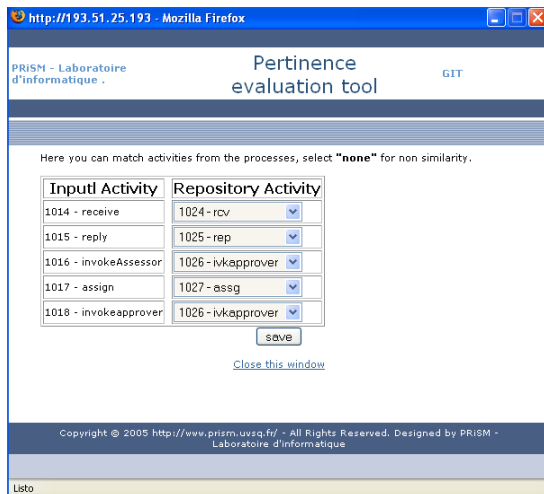 http://193.51.25.193 - Mozilla Firefox
PRiSM - Laboratoire
d'informatique .
Pertinence
evaluation tool
GIT
Here you can match activities from the processes, select "none" for non similarity.
Inputl Activity Repository Activity
1014 - receive 1024 - rcv
1015 - reply 1025 - rep
1016 - invokeAssessor 1026 - ivkapprover
1017 - assign 1027 - assg
1018 - invokeapprover 1026 - ivkapprover
save
Close this window
Copyright @ 2005 http://www.prism.uvsq.fr/ - All Rights Reserved. Designed by PRiSM -
Laboratoire d'informatique
Listo